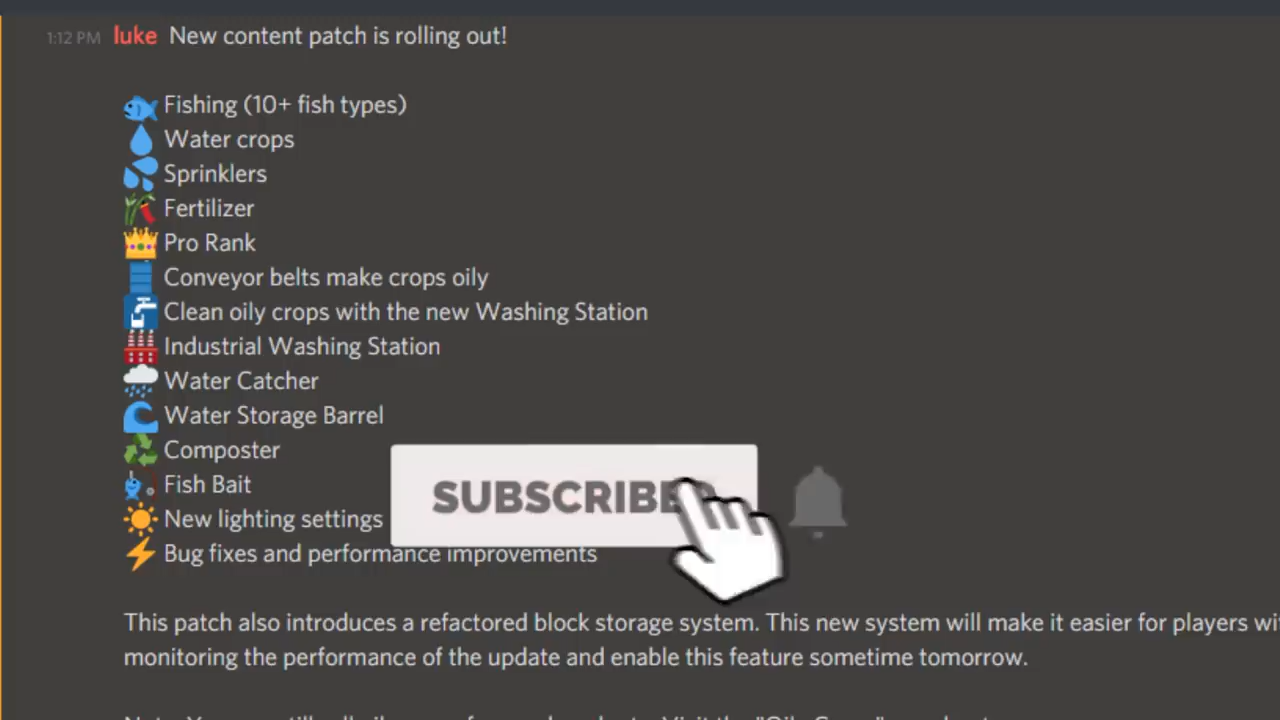 1:12 PM luke New content patch is rolling out!
Fishing (10+ fish types)
Water crops
Sprinklers
Fertilizer
Pro Rank
Conveyor belts make crops oily
Clean oily crops with the new Washing Station
Industrial Washing Station
Water Catcher
Water Storage Barrel
Composter
Fish Bait
New lighting settings
SUBSCRIBED
Bug fixes and performance improvements
This patch also introduces a refactored block storage system. This new system will make it easier for players
monitoring the performance of the update and enable this feature sometime tomorrow.